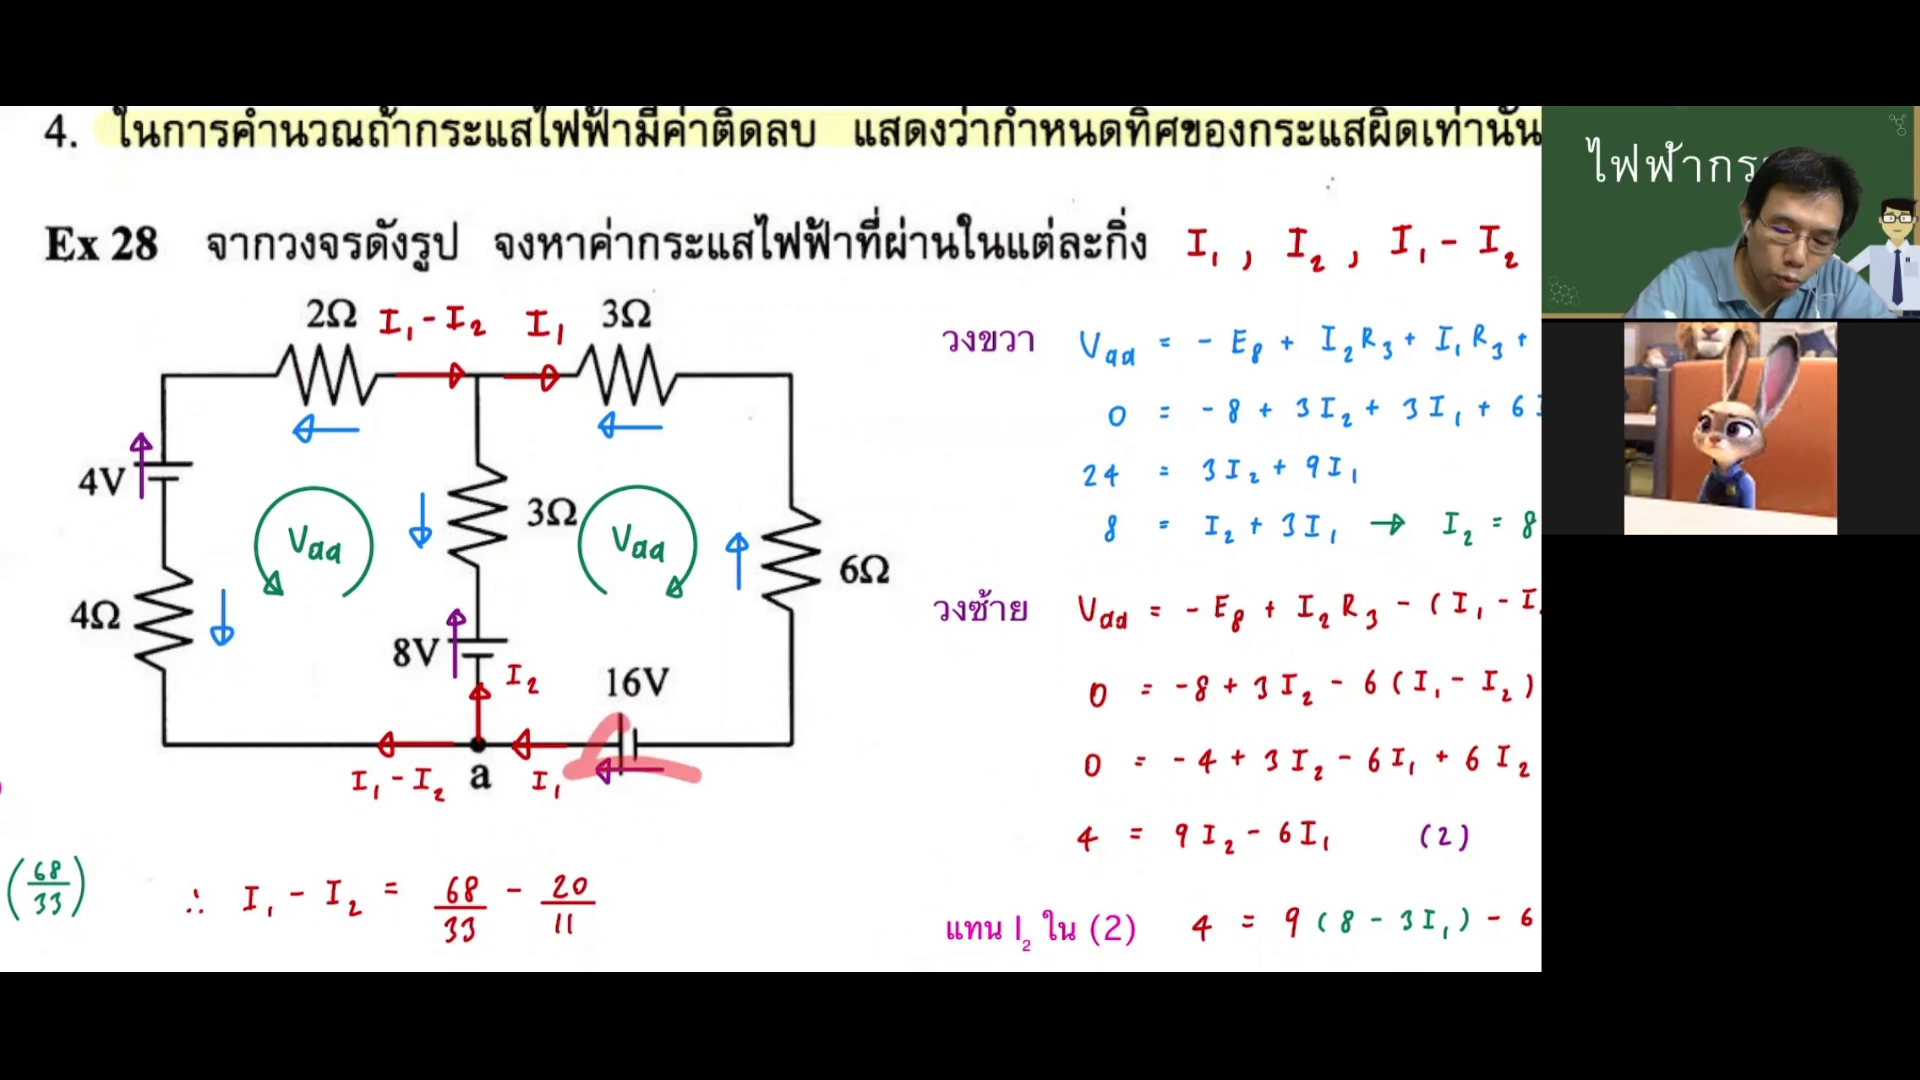 4. ในการคำนวณถ้ากระแสไฟฟ้ามีค่าติดลบ แสดงว่ากำหนดทิศของกระแสผิดเท่านั้น
ไฟฟ้ากระ
Ex 28 จากวงจรดังรูป จงหาค่ากระแสไฟฟ้าที่ผ่านในแต่ละกิ่ง I₁ , I₂ , I₁ - I₂
2Ω I₁ - I₂ I₁ 3Ω
4V
Vaa
3Ω
Vaa
6Ω
4Ω
8V
I₂
16V
I₁ - I₂ a I₁
วงขวา Vaa = - E8 + I₂R3 + I₁R3 +
0 = - 8 + 3I₂ + 3I₁ + 6
24 = 3I₂ + 9I₁
8 = I₂ + 3I₁ → I₂ = 8
วงซ้าย Vaa = - E8 + I₂R3 - (I₁ - I
0 = -8 + 3I₂ - 6(I₁ - I₂)
0 = - 4 + 3I₂ - 6I₁ + 6I₂
4 = 9I₂ - 6I₁ (2)
แทน I₂ ใน (2) 4 = 9(8 - 3I₁) - 6
(68/33)
∴ I₁ - I₂ = 68/33 - 20/11